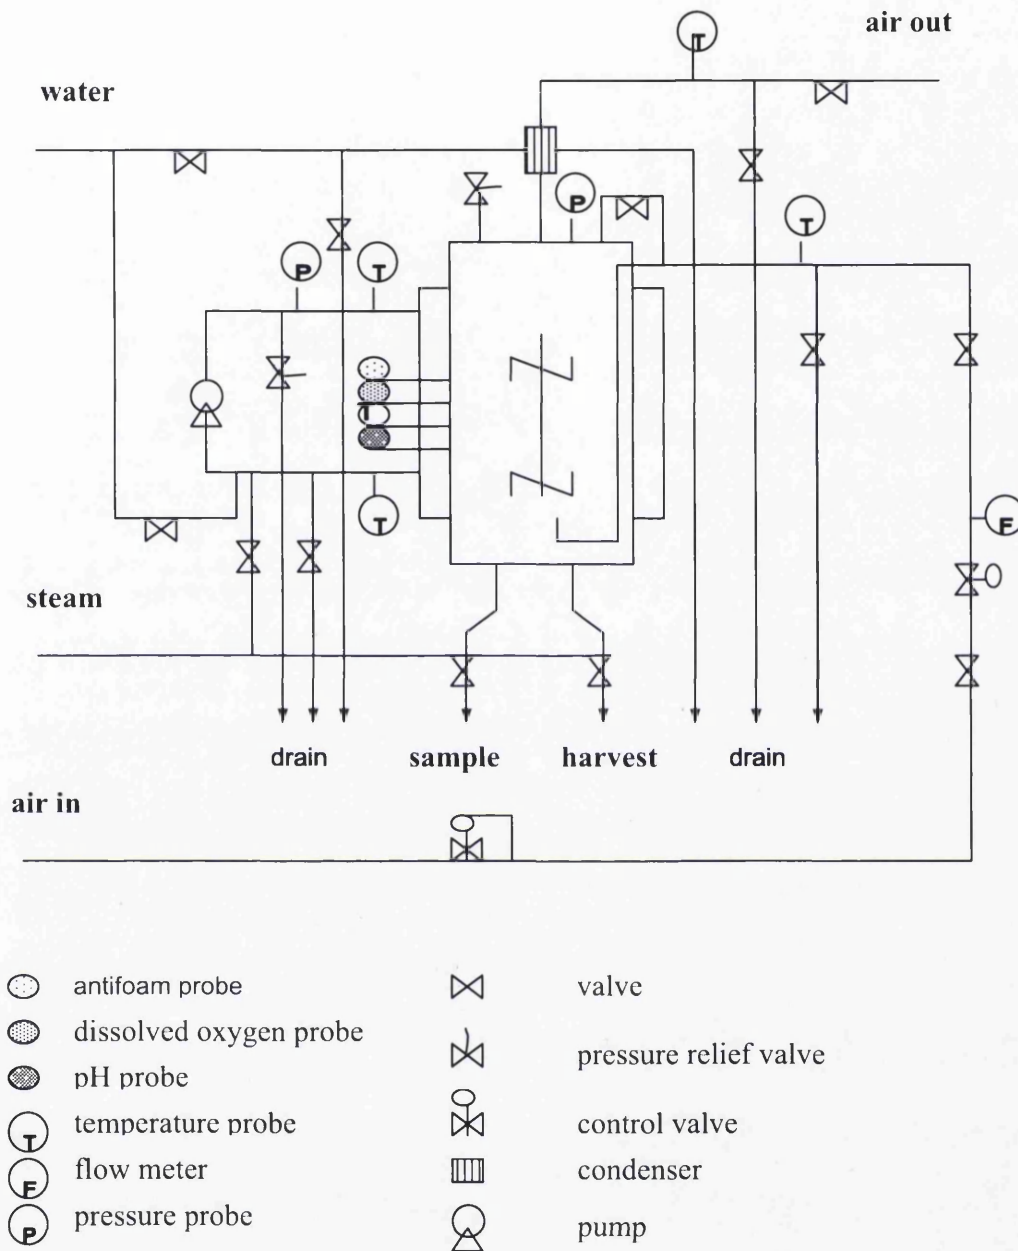 air out
T
water
P
T
P
T
T
T
F
steam
drain
sample
harvest
drain
air in
antifoam probe
valve
dissolved oxygen probe
pressure relief valve
pH probe
T
temperature probe
control valve
F
flow meter
condenser
P
pressure probe
pump